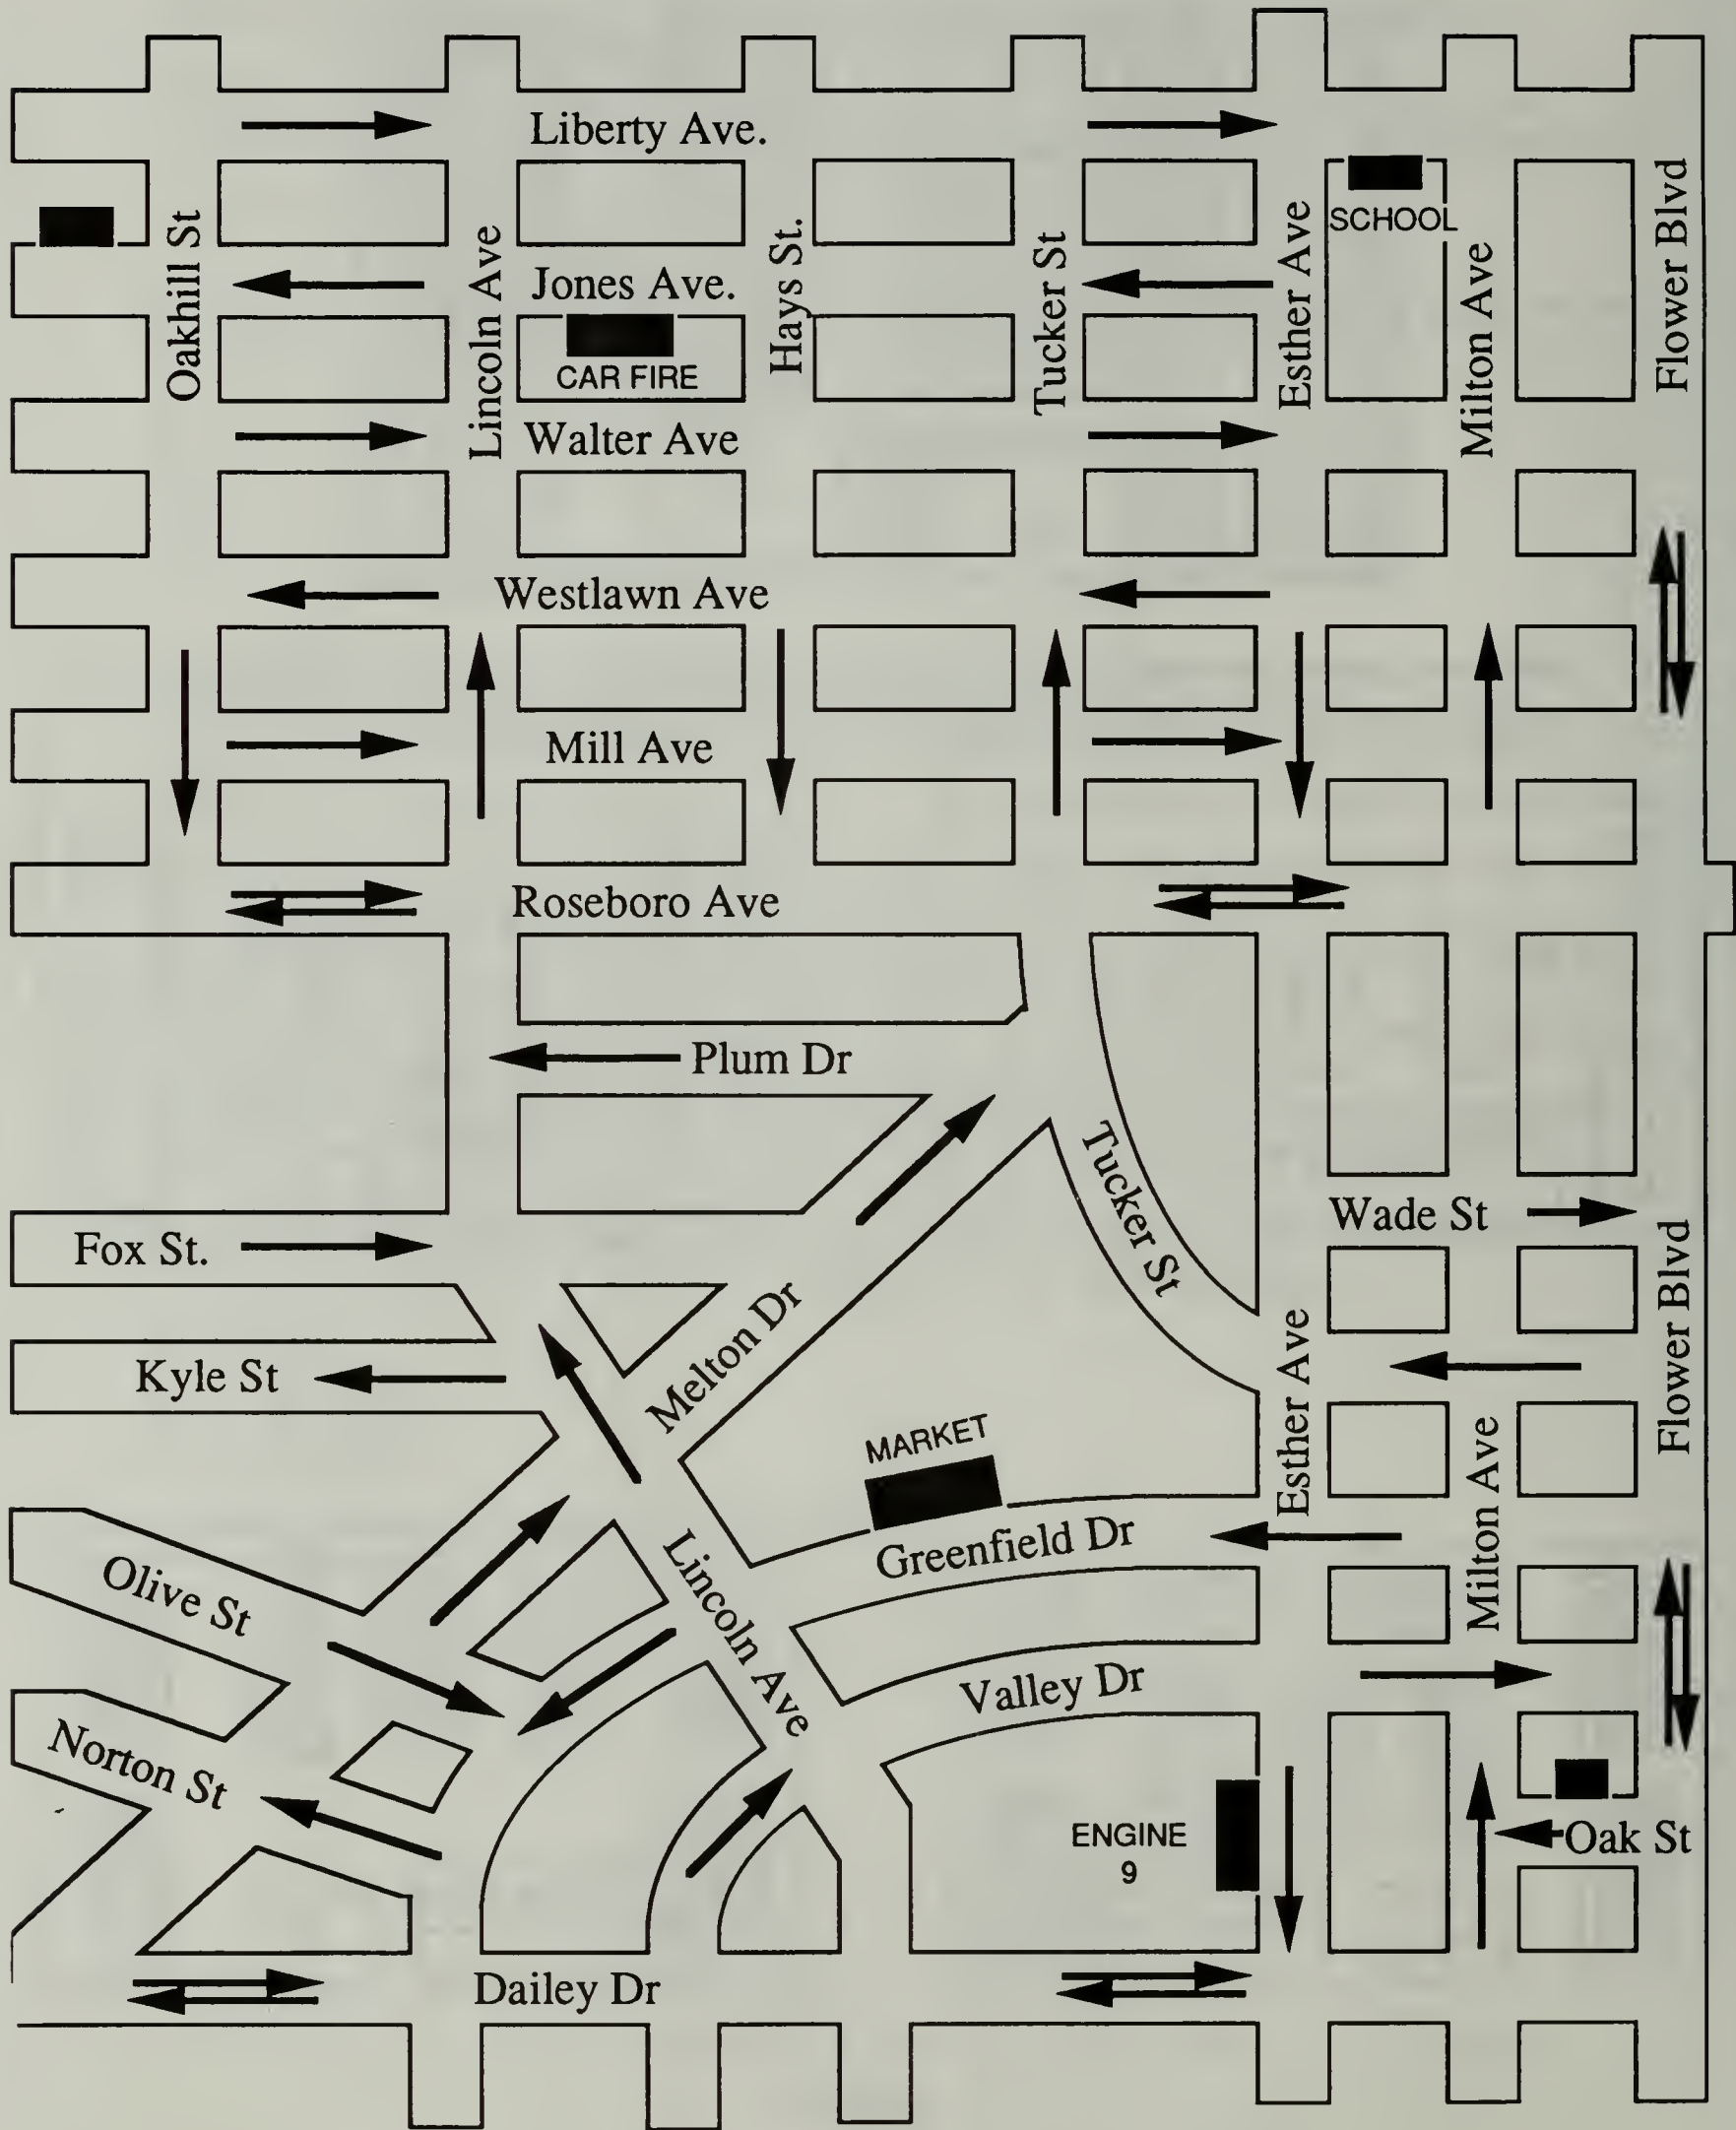 Liberty Ave.
SCHOOL
Oakhill St
Lincoln Ave
Jones Ave.
Hays St.
Tucker St
Esther Ave
Milton Ave
Flower Blvd
CAR FIRE
Walter Ave
Westlawn Ave
Mill Ave
Roseboro Ave
Plum Dr
Tucker St
Wade St
Fox St.
Melton Dr
Kyle St
Esther Ave
Flower Blvd
MARKET
Greenfield Dr
Milton Ave
Olive St
Lincoln Ave
Valley Dr
Norton St
ENGINE
9
Oak St
Dailey Dr